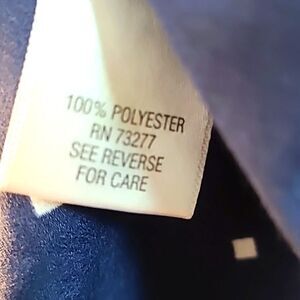 100% POLYESTER
RN 73277
SEE REVERSE
FOR CARE